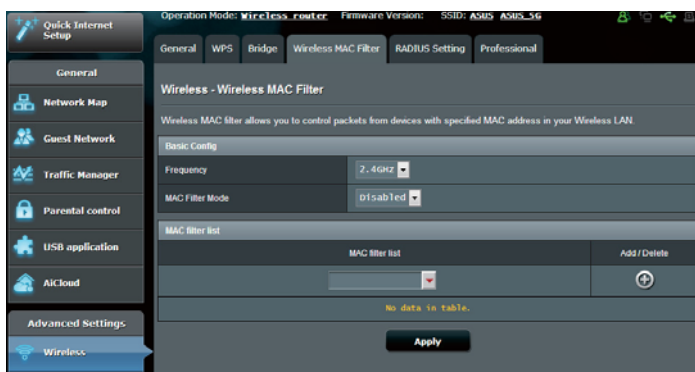 Quick Internet Setup
Operation Mode: Wireless router Firmware Version: SSID: ASUS ASUS_5G
General WPS Bridge Wireless MAC Filter RADIUS Setting Professional
General
Network Map
Guest Network
Traffic Manager
Parental control
USB application
AiCloud
Advanced Settings
Wireless
Wireless - Wireless MAC Filter
Wireless MAC filter allows you to control packets from devices with specified MAC address in your Wireless LAN.
Basic Config
Frequency 2.4GHz
MAC Filter Mode Disabled
MAC filter list
MAC filter list Add / Delete
No data in table.
Apply